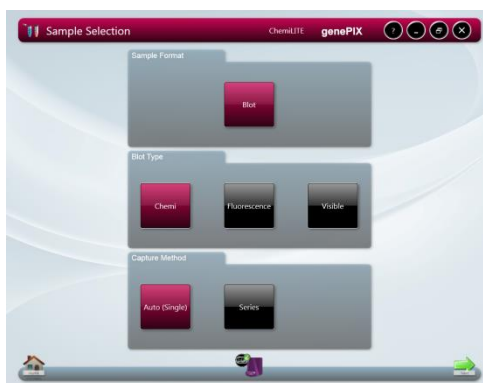 Sample Selection
ChemiLITE
genePIX
?
Sample Format
Blot
Blot Type
Chemi
Fluorescence
Visible
Capture Method
Auto (Single)
Series